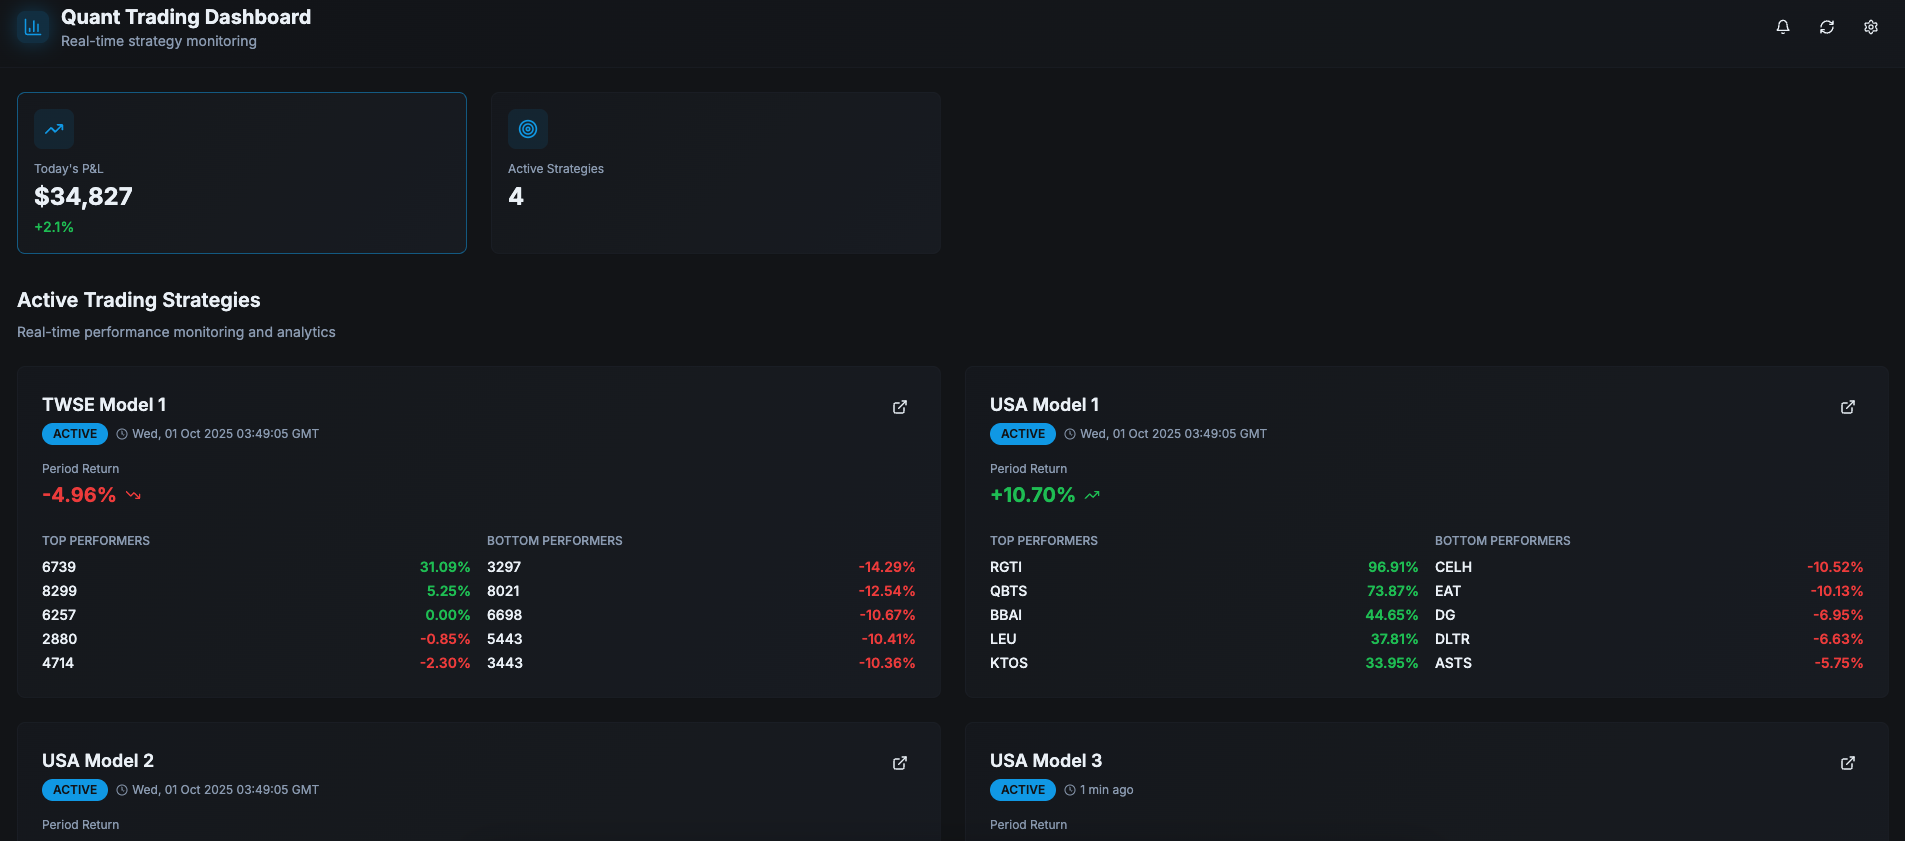 Quant Trading Dashboard
Real-time strategy monitoring
Today's P&L
$34,827
+2.1%
Active Strategies
4
Active Trading Strategies
Real-time performance monitoring and analytics
TWSE Model 1
ACTIVE Wed, 01 Oct 2025 03:49:05 GMT
Period Return
-4.96%
TOP PERFORMERS
6739 31.09%
8299 5.25%
6257 0.00%
2880 -0.85%
4714 -2.30%
BOTTOM PERFORMERS
3297 -14.29%
8021 -12.54%
6698 -10.67%
5443 -10.41%
3443 -10.36%
USA Model 1
ACTIVE Wed, 01 Oct 2025 03:49:05 GMT
Period Return
+10.70%
TOP PERFORMERS
RGTI 96.91%
QBTS 73.87%
BBAI 44.65%
LEU 37.81%
KTOS 33.95%
BOTTOM PERFORMERS
CELH -10.52%
EAT -10.13%
DG -6.95%
DLTR -6.63%
ASTS -5.75%
USA Model 2
ACTIVE Wed, 01 Oct 2025 03:49:05 GMT
Period Return
USA Model 3
ACTIVE 1 min ago
Period Return